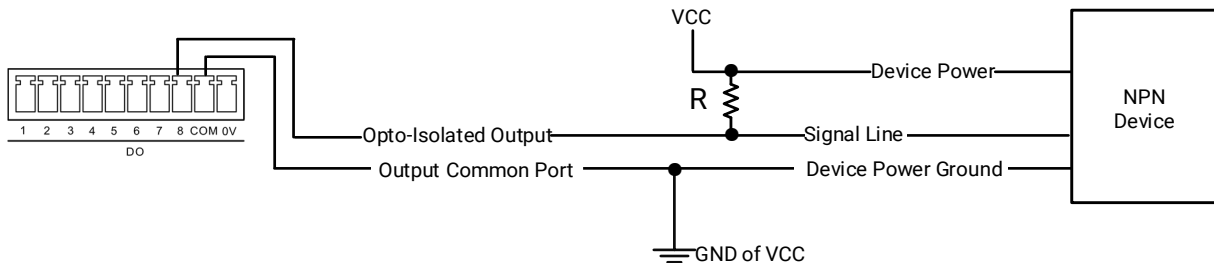 VCC
Device Power
R
NPN
Device
1 2 3 4 5 6 7 8 COM 0V
DO
Opto-Isolated Output
Signal Line
Output Common Port
Device Power Ground
GND of VCC